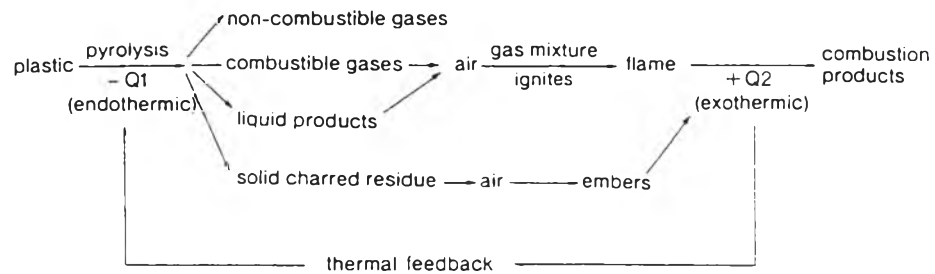 non-combustible gases
plastic
pyrolysis
– Q1
(endothermic)
combustible gases
air
gas mixture
ignites
flame
+ Q2
(exothermic)
combustion
products
liquid products
solid charred residue
air
embers
thermal feedback